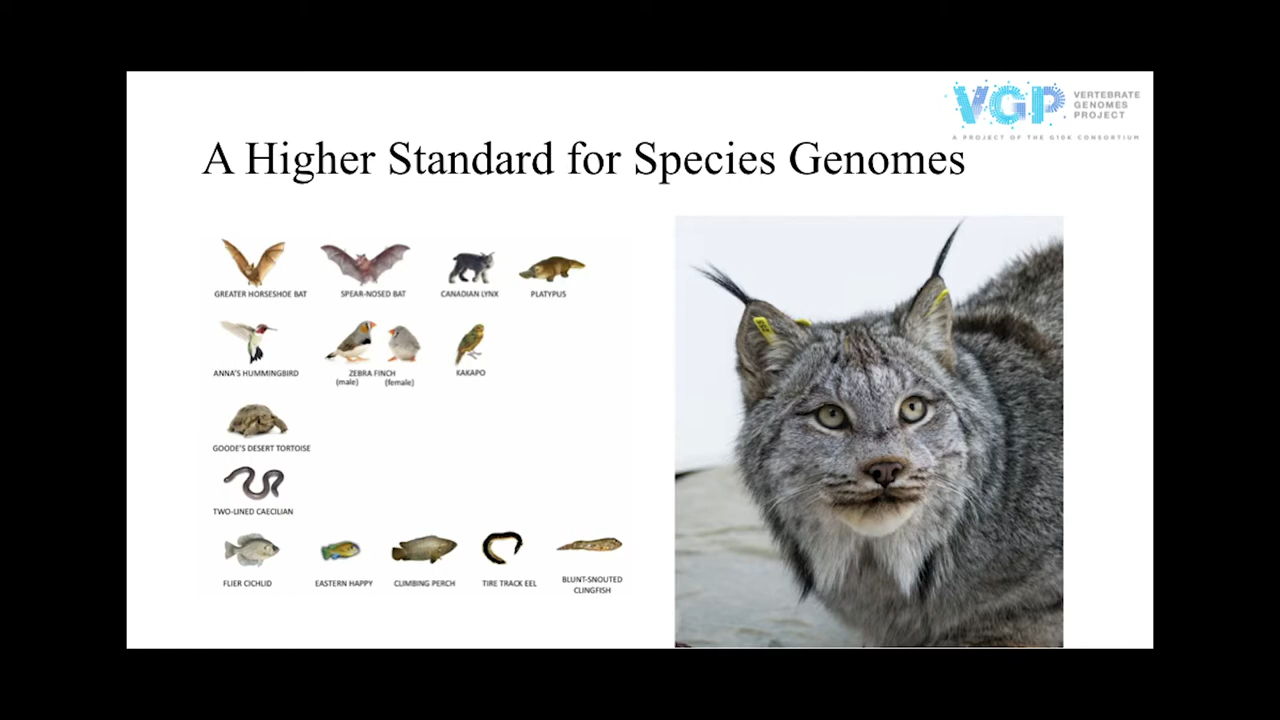 VGP VERTEBRATE
GENOMES
PROJECT
A PROJECT OF THE G10K CONSORTIUM
A Higher Standard for Species Genomes
GREATER HORSESHOE BAT SPEAR-NOSED BAT CANADIAN LYNX PLATYPUS
ANNA'S HUMMINGBIRD ZEBRA FINCH KAKAPO
(male) (female)
GOODE'S DESERT TORTOISE
TWO-LINED CAECILIAN
FLIER CICHLID EASTERN HAPPY CLIMBING PERCH TIRE TRACK EEL BLUNT-SNOUTED
CLINGFISH